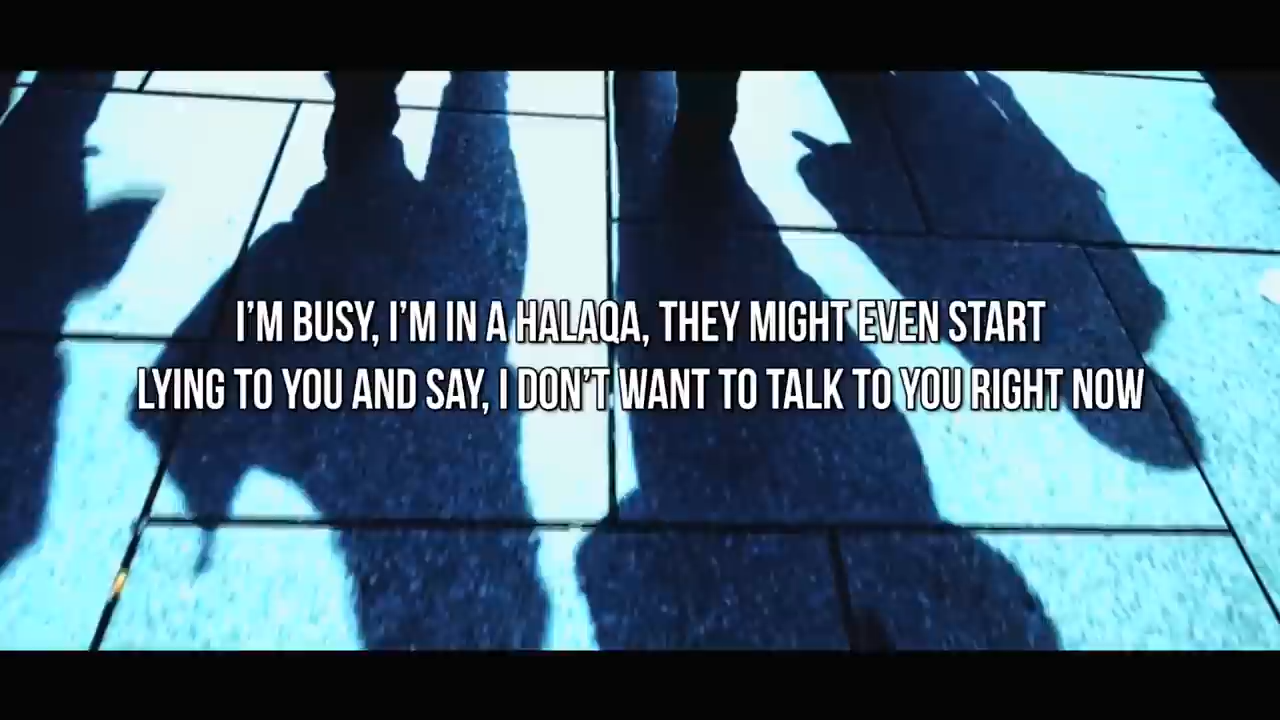 I'M BUSY, I'M IN A HALAQA, THEY MIGHT EVEN START
LYING TO YOU AND SAY, I DON'T WANT TO TALK TO YOU RIGHT NOW